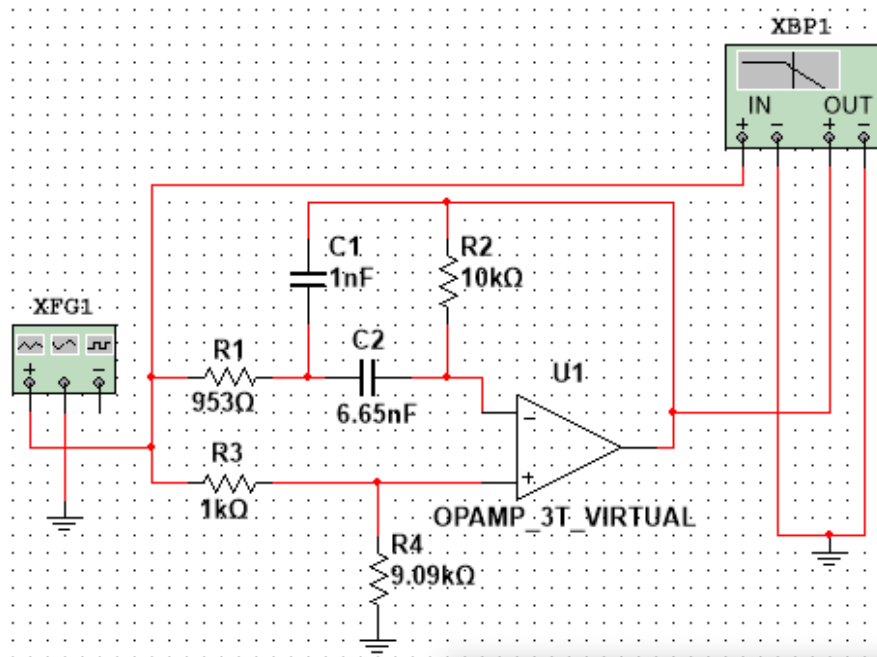 XBP1
IN OUT
+ − + −
C1
1nF
R2
10kΩ
XFG1
+ −
R1
953Ω
C2
6.65nF
U1
−
+
R3
1kΩ
OPAMP_3T_VIRTUAL
R4
9.09kΩ